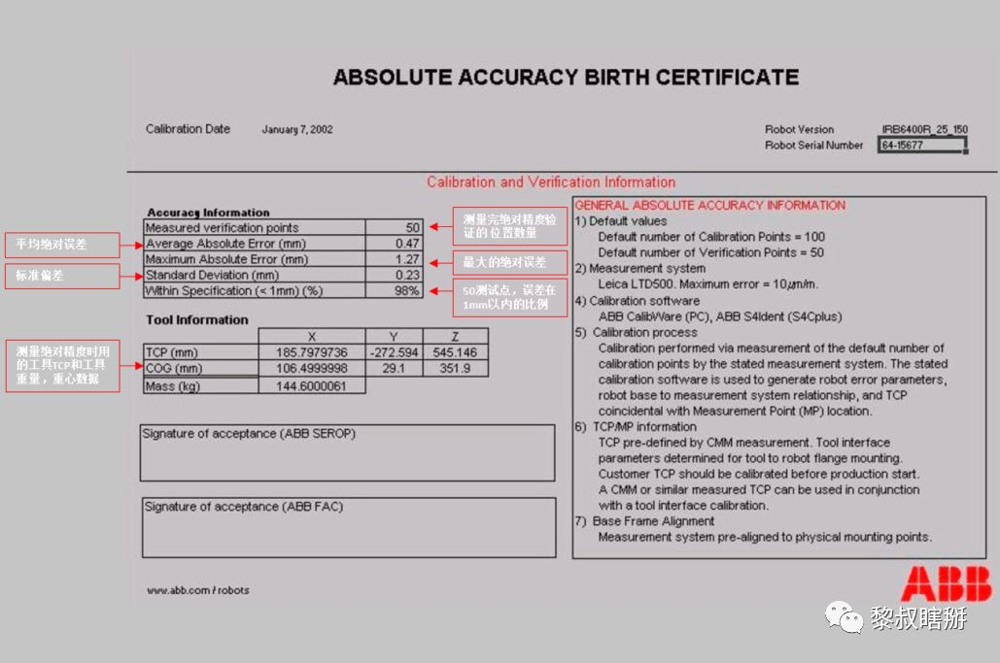 ABSOLUTE ACCURACY BIRTH CERTIFICATE
Calibration Date January 7, 2002
Robot Version IRB6400R_25_150
Robot Serial Number 64-15677
Calibration and Verification Information
Accuracy Information
Measured verification points 50
Average Absolute Error (mm) 0.47
Maximum Absolute Error (mm) 1.27
Standard Deviation (mm) 0.23
Within Specification (< 1mm) (%) 98%
平均绝对误差
标准偏差
测量完绝对精度验
证的位置数量
最大的绝对误差
50测试点，误差在
1mm以内的比例
Tool Information
X Y Z
TCP (mm) 185.7979736 -272.594 545.146
COG (mm) 106.4999998 29.1 351.9
Mass (kg) 144.6000061
测量绝对精度时用
的工具TCP和工具
重量，重心数据
Signature of acceptance (ABB SEROP)
Signature of acceptance (ABB FAC)
www.abb.com/robots
GENERAL ABSOLUTE ACCURACY INFORMATION
1) Default values
Default number of Calibration Points = 100
Default number of Verification Points = 50
2) Measurement system
Leica LTD500. Maximum error = 10μm/m.
4) Calibration software
ABB CalibWare (PC), ABB S4Ident (S4Cplus)
5) Calibration process
Calibration performed via measurement of the default number of
calibration points by the stated measurement system. The stated
calibration software is used to generate robot error parameters,
robot base to measurement system relationship, and TCP
coincidental with Measurement Point (MP) location.
6) TCP/MP information
TCP pre-defined by CMM measurement. Tool interface
parameters determined for tool to robot flange mounting.
Customer TCP should be calibrated before production start.
A CMM or similar measured TCP can be used in conjunction
with a tool interface calibration.
7) Base Frame Alignment
Measurement system pre-aligned to physical mounting points.
ABB
黎叔瞎掰